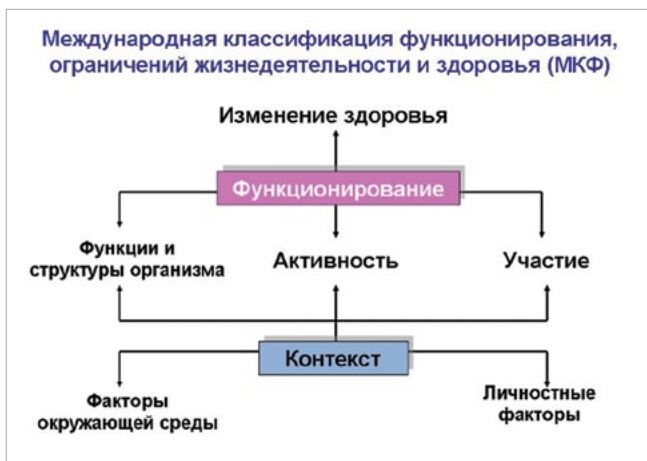 Международная классификация функционирования,
ограничений жизнедеятельности и здоровья (МКФ)
Изменение здоровья
Функционирование
Функции и
структуры организма
Активность
Участие
Контекст
Факторы
окружающей среды
Личностные
факторы